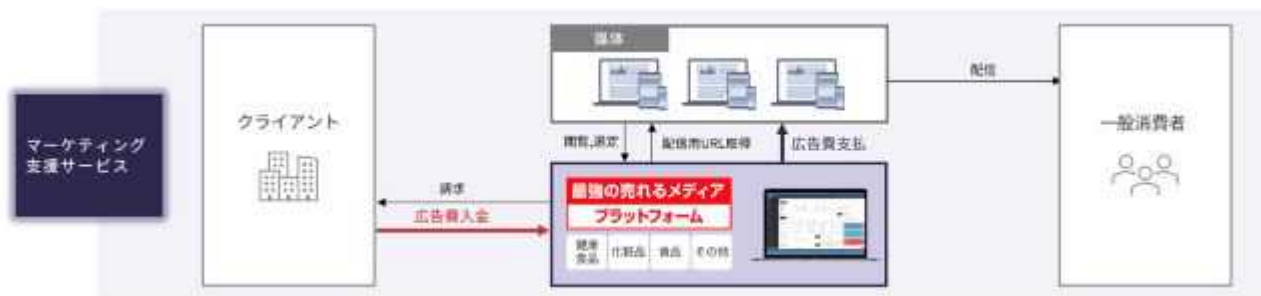 マーケティング
支援サービス
クライアント
媒体
配信
一般消費者
閲覧,選定
配信用URL取得
広告費支払
請求
広告費入金
最強の売れるメディア
プラットフォーム
健康
食品
化粧品
食品
その他